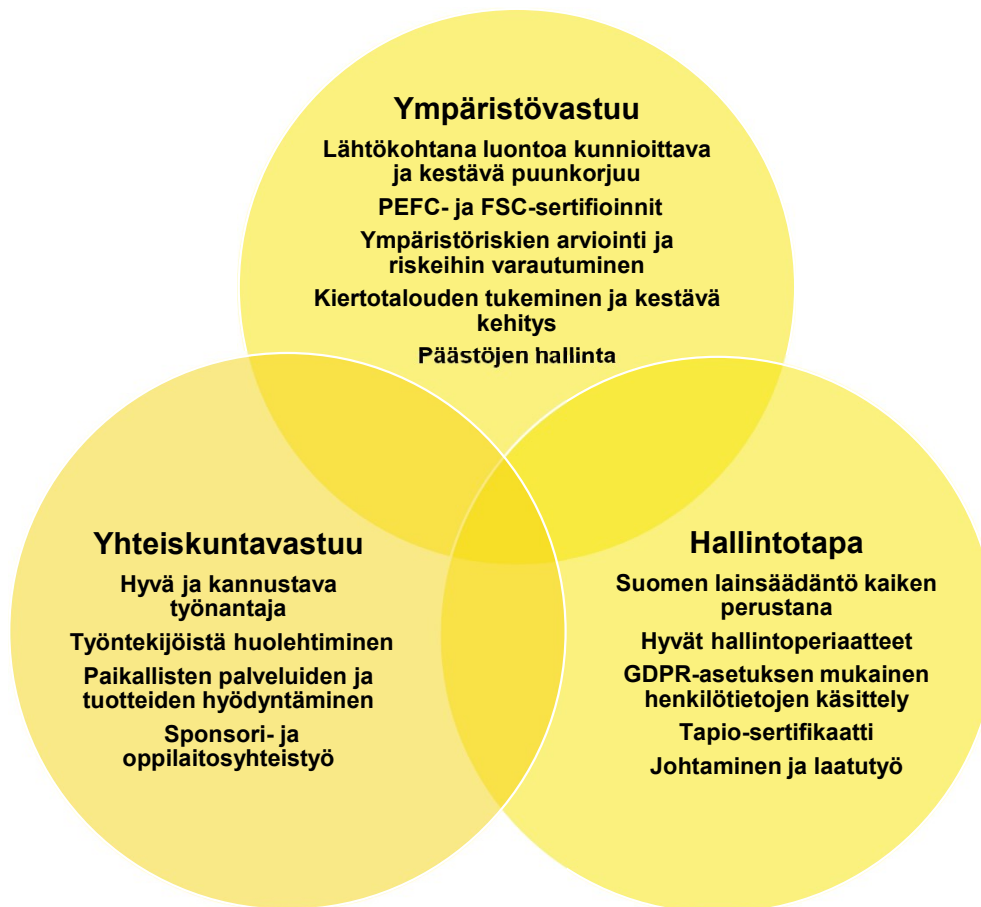 Ympäristövastuu
Lähtökohtana luontoa kunnioittava
ja kestävä puunkorjuu
PEFC- ja FSC-sertifioinnit
Ympäristöriskien arviointi ja
riskeihin varautuminen
Kiertotalouden tukeminen ja kestävä
kehitys
Päästöjen hallinta
Yhteiskuntavastuu
Hyvä ja kannustava
työnantaja
Työntekijöistä huolehtiminen
Paikallisten palveluiden ja
tuotteiden hyödyntäminen
Sponsori- ja
oppilaitosyhteistyö
Hallintotapa
Suomen lainsäädäntö kaiken
perustana
Hyvät hallintoperiaatteet
GDPR-asetuksen mukainen
henkilötietojen käsittely
Tapio-sertifikaatti
Johtaminen ja laatutyö